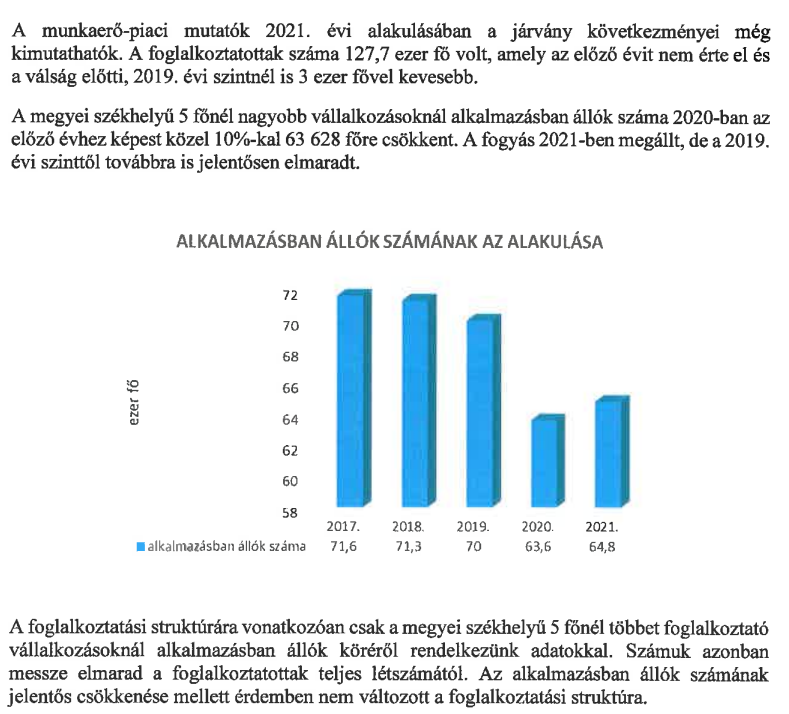 A munkaerő-piaci mutatók 2021. évi alakulásában a járvány következményei még
kimutathatók. A foglalkoztatottak száma 127,7 ezer fő volt, amely az előző évit nem érte el és
a válság előtti, 2019. évi szintnél is 3 ezer fővel kevesebb.
A megyei székhelyű 5 főnél nagyobb vállalkozásoknál alkalmazásban állók száma 2020-ban az
előző évhez képest közel 10%-kal 63 628 főre csökkent. A fogyás 2021-ben megállt, de a 2019.
évi szinttől továbbra is jelentősen elmaradt.
ALKALMAZÁSBAN ÁLLÓK SZÁMÁNAK AZ ALAKULÁSA
72
70
68
66
64
62
60
58
ezer fő
2017. 2018. 2019. 2020. 2021.
alkalmazásban állók száma 71,6 71,3 70 63,6 64,8
A foglalkoztatási struktúrára vonatkozóan csak a megyei székhelyű 5 főnél többet foglalkoztató
vállalkozásoknál alkalmazásban állók köréről rendelkezünk adatokkal. Számuk azonban
messze elmarad a foglalkoztatottak teljes létszámától. Az alkalmazásban állók számának
jelentős csökkenése mellett érdemben nem változott a foglalkoztatási struktúra.